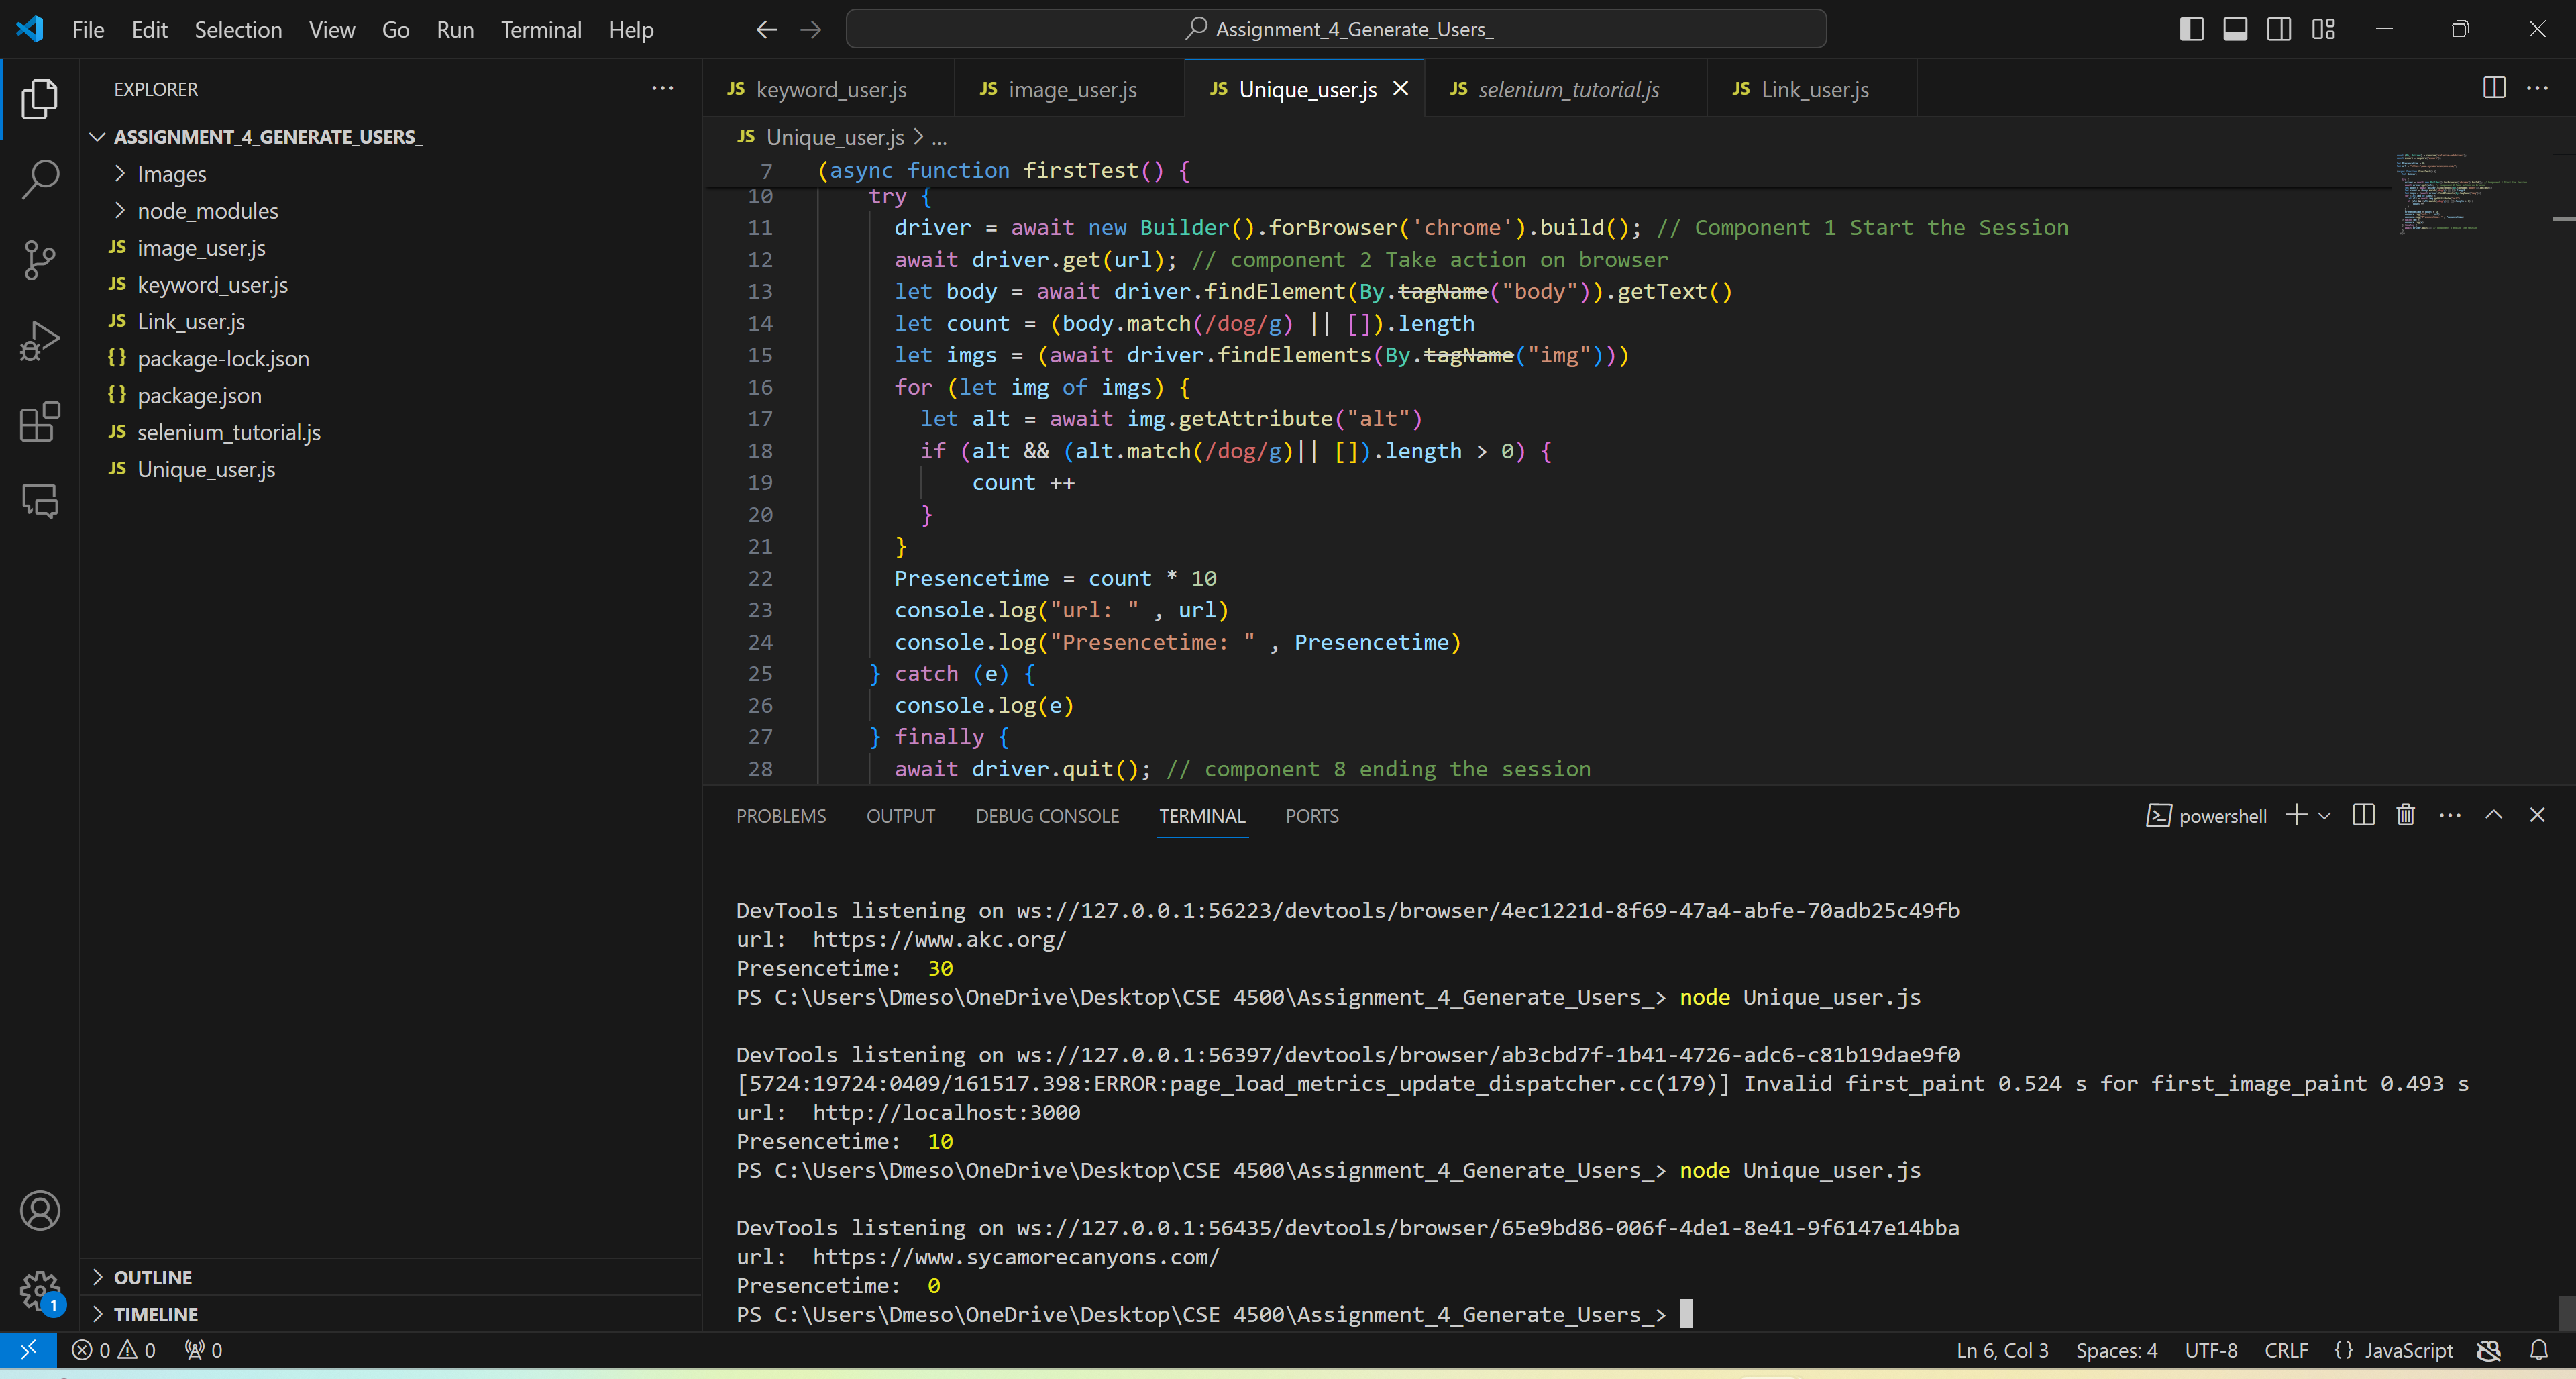 File Edit Selection View Go Run Terminal Help
Assignment_4_Generate_Users_
EXPLORER
ASSIGNMENT_4_GENERATE_USERS_
Images
node_modules
JS image_user.js
JS keyword_user.js
JS Link_user.js
{} package-lock.json
{} package.json
JS selenium_tutorial.js
JS Unique_user.js
OUTLINE
TIMELINE
JS keyword_user.js JS image_user.js JS Unique_user.js JS selenium_tutorial.js JS Link_user.js
JS Unique_user.js > ...
7 (async function firstTest() {
10 try {
11 driver = await new Builder().forBrowser('chrome').build(); // Component 1 Start the Session
12 await driver.get(url); // component 2 Take action on browser
13 let body = await driver.findElement(By.tagName("body")).getText()
14 let count = (body.match(/dog/g) || []).length
15 let imgs = (await driver.findElements(By.tagName("img")))
16 for (let img of imgs) {
17 let alt = await img.getAttribute("alt")
18 if (alt && (alt.match(/dog/g)|| []).length > 0) {
19 count ++
20 }
21 }
22 Presencetime = count * 10
23 console.log("url: " , url)
24 console.log("Presencetime: " , Presencetime)
25 } catch (e) {
26 console.log(e)
27 } finally {
28 await driver.quit(); // component 8 ending the session
PROBLEMS OUTPUT DEBUG CONSOLE TERMINAL PORTS
powershell
DevTools listening on ws://127.0.0.1:56223/devtools/browser/4ec1221d-8f69-47a4-abfe-70adb25c49fb
url:  https://www.akc.org/
Presencetime:  30
PS C:\Users\Dmeso\OneDrive\Desktop\CSE 4500\Assignment_4_Generate_Users_> node Unique_user.js
DevTools listening on ws://127.0.0.1:56397/devtools/browser/ab3cbd7f-1b41-4726-adc6-c81b19dae9f0
[5724:19724:0409/161517.398:ERROR:page_load_metrics_update_dispatcher.cc(179)] Invalid first_paint 0.524 s for first_image_paint 0.493 s
url:  http://localhost:3000
Presencetime:  10
PS C:\Users\Dmeso\OneDrive\Desktop\CSE 4500\Assignment_4_Generate_Users_> node Unique_user.js
DevTools listening on ws://127.0.0.1:56435/devtools/browser/65e9bd86-006f-4de1-8e41-9f6147e14bba
url:  https://www.sycamorecanyons.com/
Presencetime:  0
PS C:\Users\Dmeso\OneDrive\Desktop\CSE 4500\Assignment_4_Generate_Users_>
1
0 0 0 Ln 6, Col 3 Spaces: 4 UTF-8 CRLF {} JavaScript